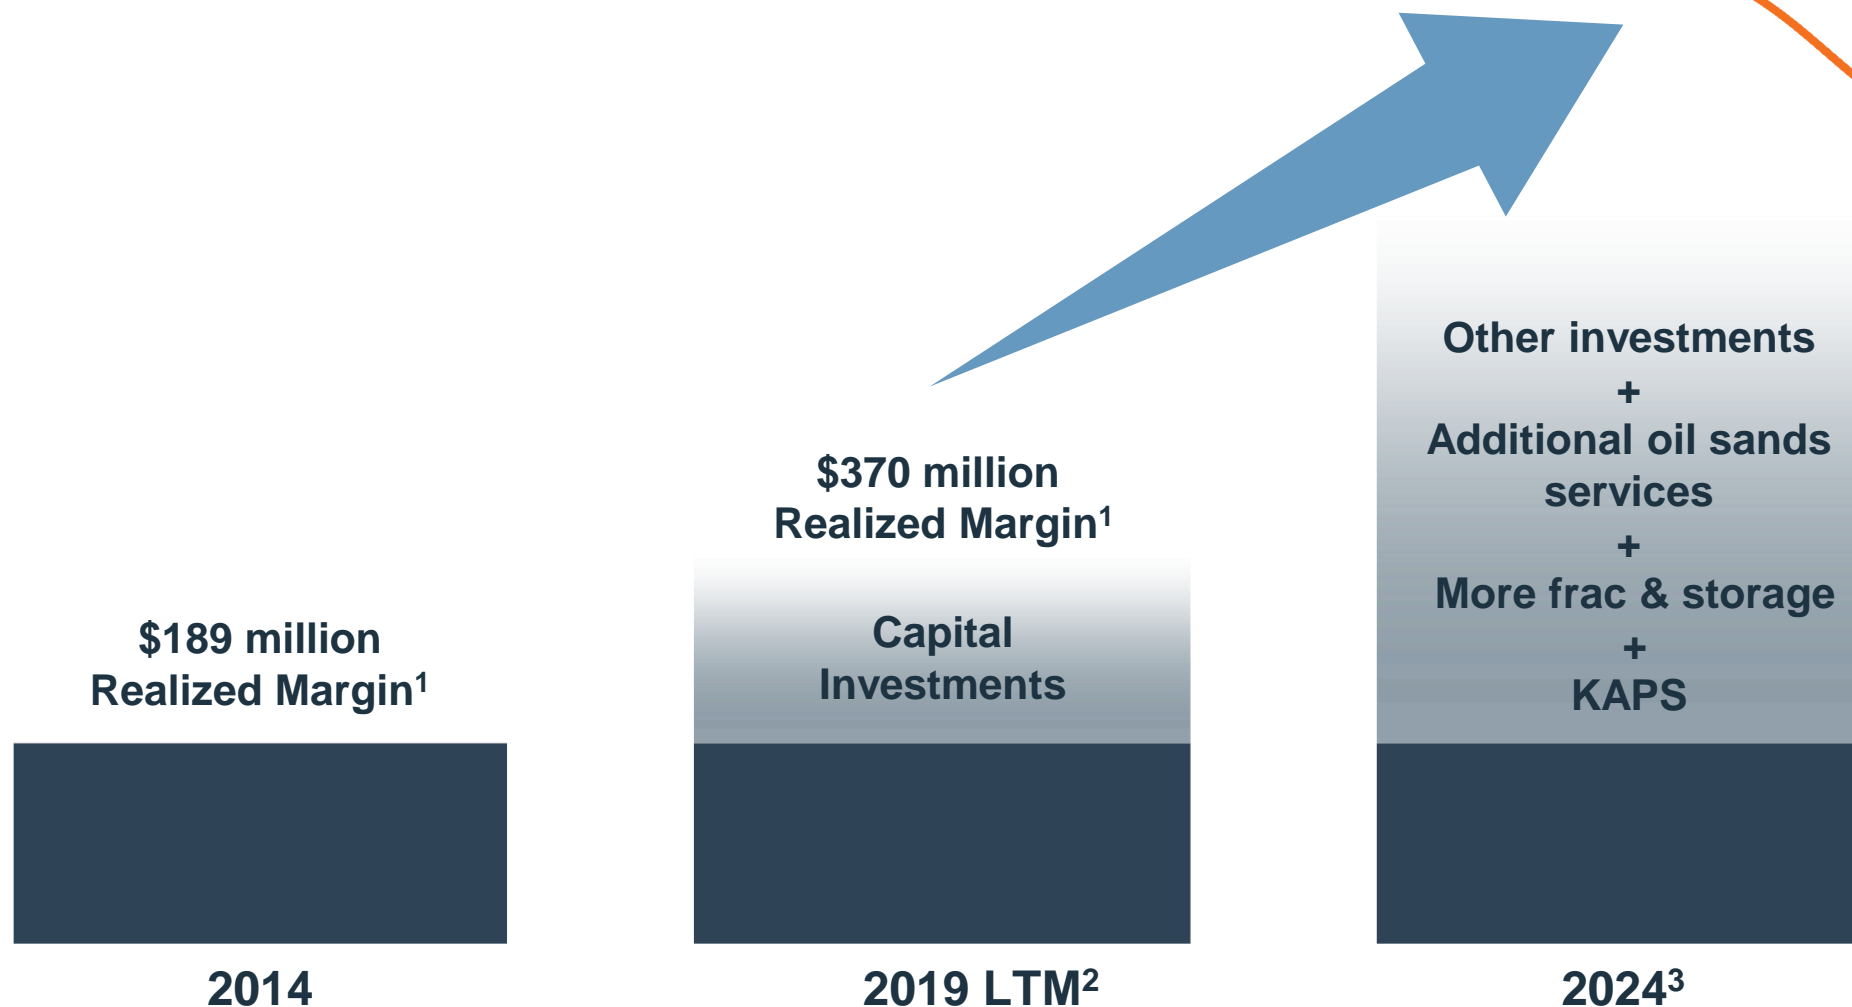 $189 million
Realized Margin¹
2014
$370 million
Realized Margin¹
Capital
Investments
2019 LTM²
Other investments
+
Additional oil sands
services
+
More frac & storage
+
KAPS
2024³